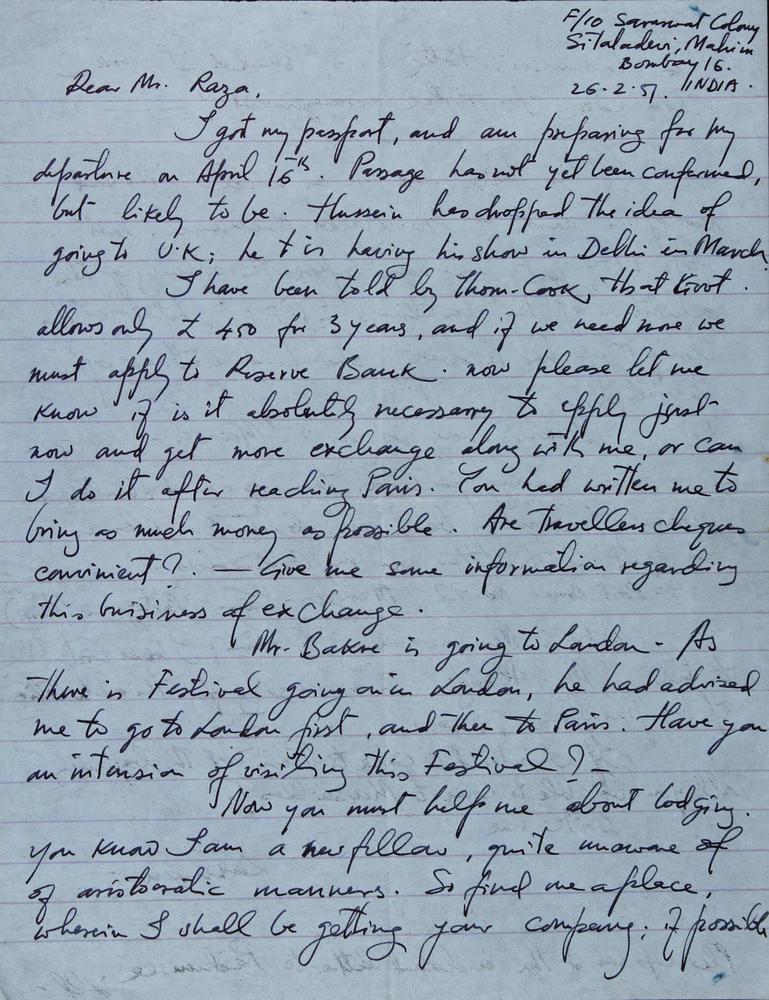 F/10 Saraswat Colony
Sitaladevi, Mahim
Bombay 16.
26.2.51. INDIA.
Dear Mr. Raza,
I got my passport, and am preparing for my
departure on April 16th. Passage has not yet been confirmed,
but likely to be. Hussein has dropped the idea of
going to U.K; he is having his show in Delhi in March.
I have been told by Thom-Cook, that Govt.
allows only £ 450 for 3 years, and if we need more we
must apply to Reserve Bank. now please let me
know if is it absolutely necessarry to apply just
now and get more exchange along with me, or can
I do it after reaching Paris. You had written me to
bring as much money as possible. Are Travellers cheques
convinient?. — Give me some information regarding
this buisiness of exchange.
Mr. Bakre is going to London - As
There is Festival going on in London, he had advised
me to go to London first, and then to Paris. Have you
an intension of visiting this Festival? -
Now you must help me about lodging.
you know I am a new fellow, quite unaware of
of aristocratic manners. So find me a place,
wherein I shall be getting your company; if possible